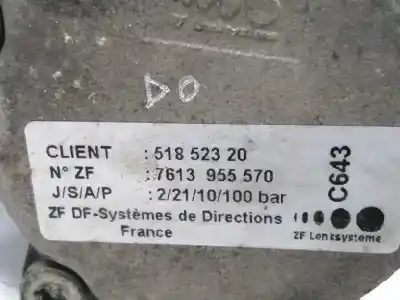 DO
CLIENT : 518 523 20
N° ZF : 7613 955 570
J/S/A/P : 2/21/10/100 bar
ZF DF-Systèmes de Directions
France
C643
ZF Lenksysteme